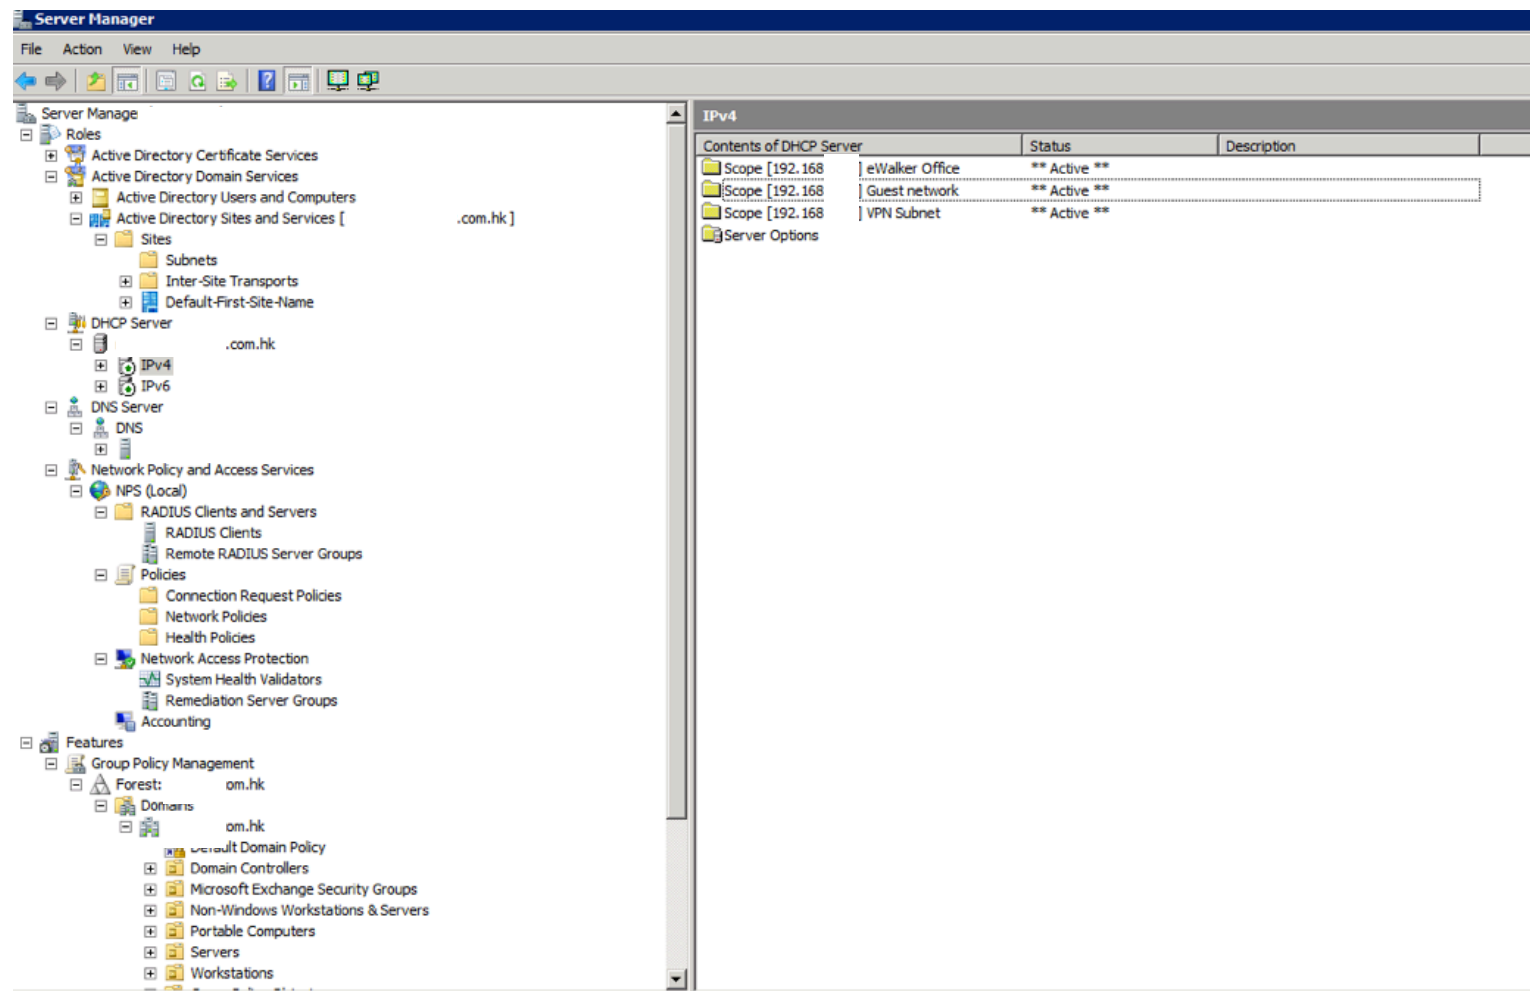 Server Manager
File Action View Help
Server Manage
Roles
Active Directory Certificate Services
Active Directory Domain Services
Active Directory Users and Computers
Active Directory Sites and Services [ .com.hk ]
Sites
Subnets
Inter-Site Transports
Default-First-Site-Name
DHCP Server
.com.hk
IPv4
IPv6
DNS Server
DNS
Network Policy and Access Services
NPS (Local)
RADIUS Clients and Servers
RADIUS Clients
Remote RADIUS Server Groups
Policies
Connection Request Policies
Network Policies
Health Policies
Network Access Protection
System Health Validators
Remediation Server Groups
Accounting
Features
Group Policy Management
Forest: om.hk
Domains
om.hk
Default Domain Policy
Domain Controllers
Microsoft Exchange Security Groups
Non-Windows Workstations & Servers
Portable Computers
Servers
Workstations
IPv4
Contents of DHCP Server Status Description
Scope [192.168 ] eWalker Office ** Active **
Scope [192.168 ] Guest network ** Active **
Scope [192.168 ] VPN Subnet ** Active **
Server Options